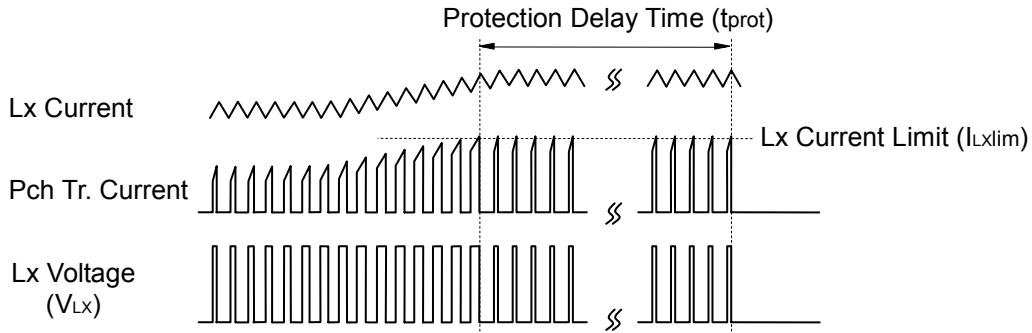 Protection Delay Time (tprot)
Lx Current
Lx Current Limit (ILxlim)
Pch Tr. Current
Lx Voltage
(VLX)